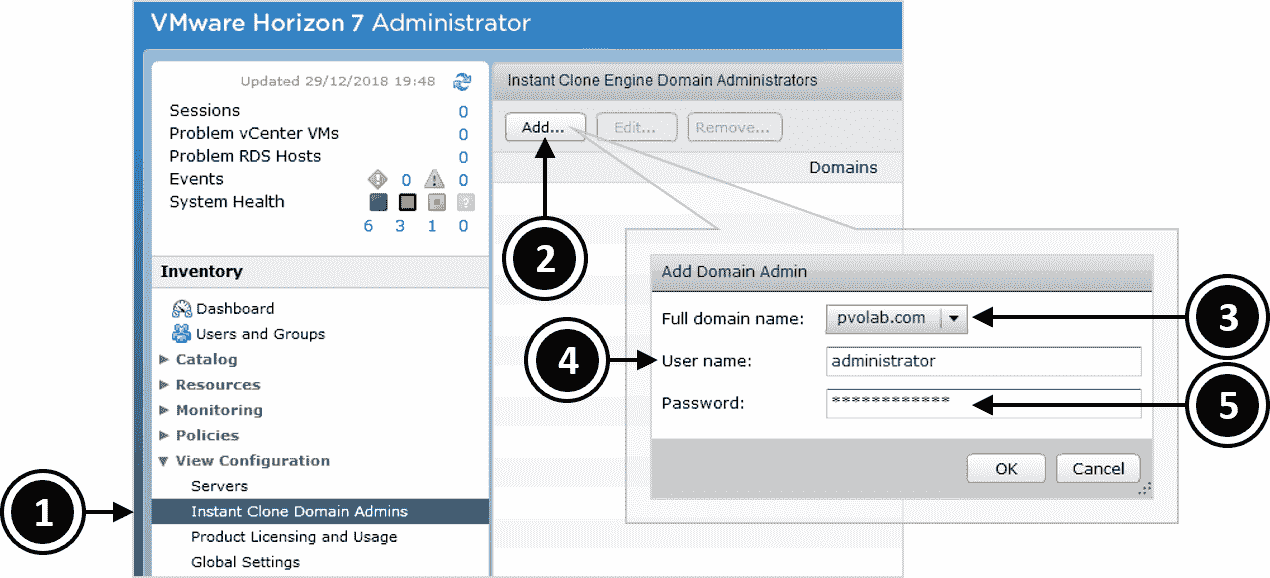 VMware Horizon 7 Administrator
Updated 29/12/2018 19:48
Sessions 0
Problem vCenter VMs 0
Problem RDS Hosts 0
Events 0 0
System Health ?
6 3 1 0
Inventory
Dashboard
Users and Groups
Catalog
Resources
Monitoring
Policies
View Configuration
Servers
Instant Clone Domain Admins
Product Licensing and Usage
Global Settings
Instant Clone Engine Domain Administrators
Add... Edit... Remove...
Domains
Add Domain Admin
Full domain name: pvolab.com
User name: administrator
Password: ************
OK Cancel
1
2
3
4
5